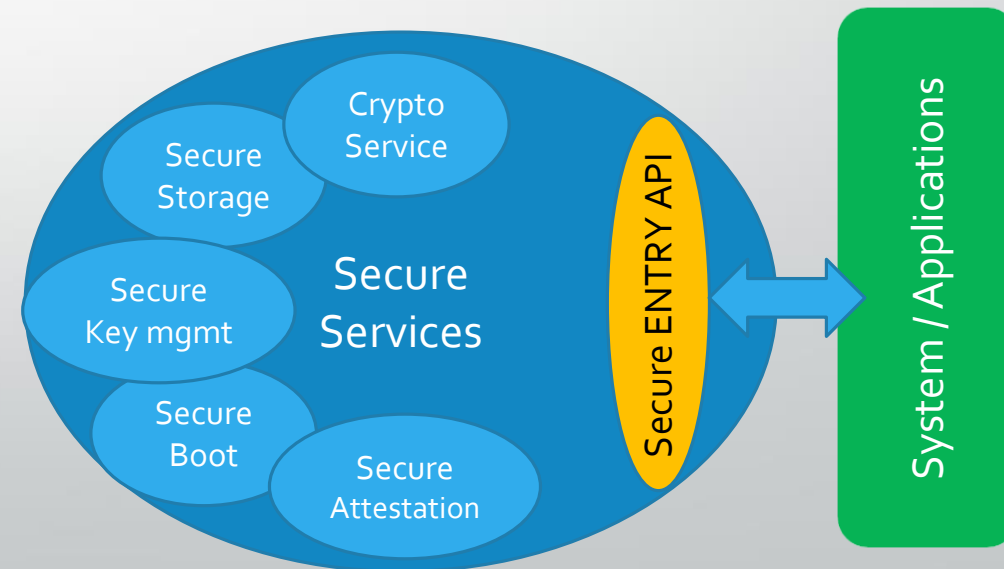 Crypto
Service
Secure
Storage
Secure
Key mgmt
Secure
Boot
Secure
Attestation
Secure
Services
Secure ENTRY API
System / Applications